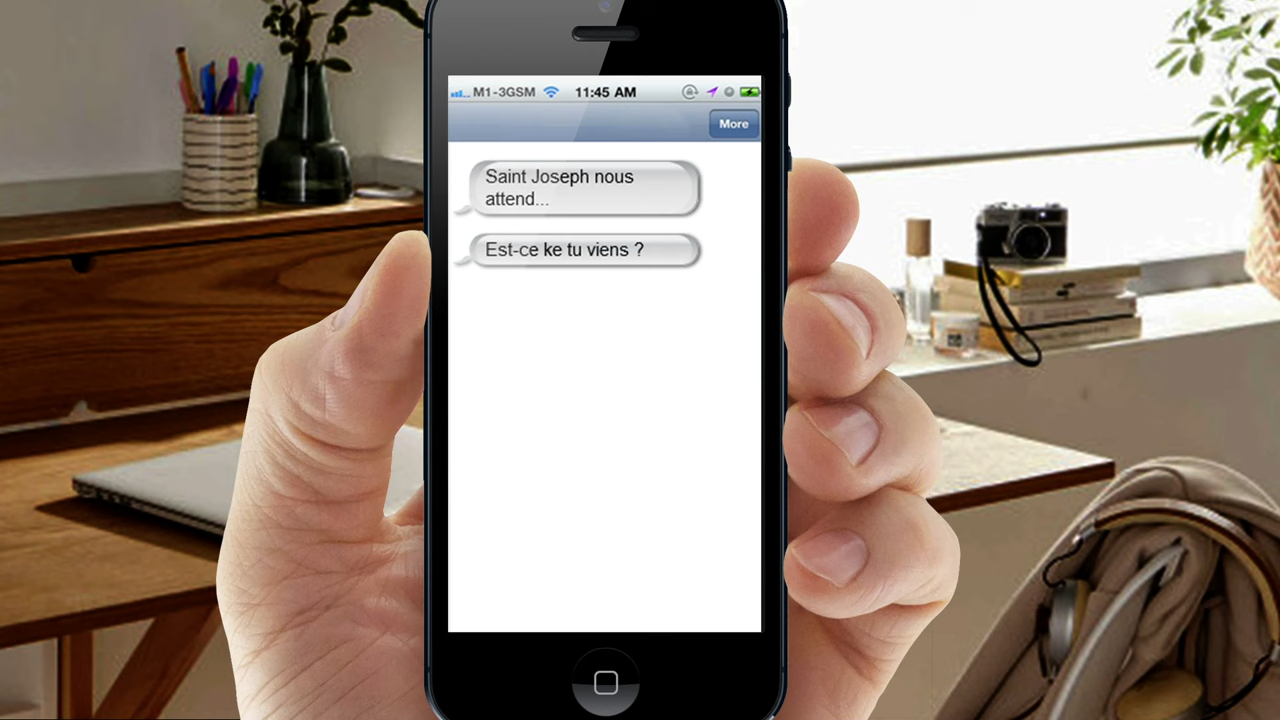 M1-3GSM 11:45 AM
More
Saint Joseph nous
attend...
Est-ce ke tu viens ?